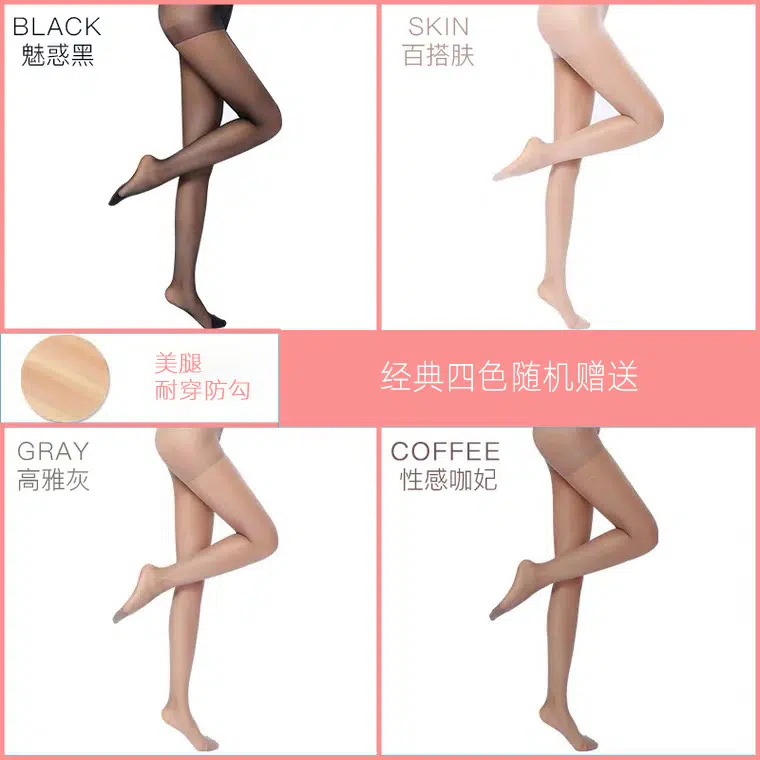 BLACK
魅惑黑
SKIN
百搭肤
美腿
耐穿防勾
经典四色随机赠送
GRAY
高雅灰
COFFEE
性感咖妃